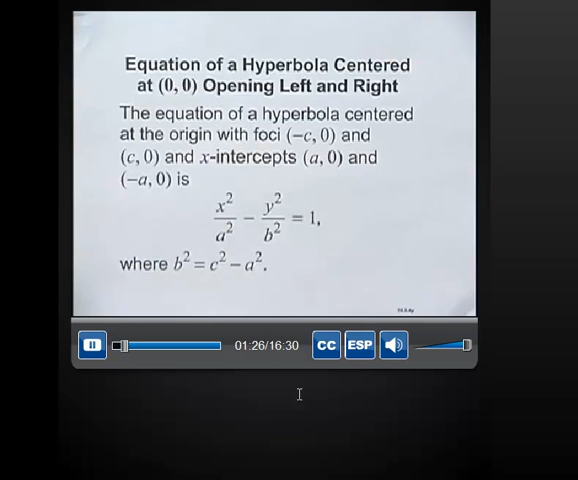 Equation of a Hyperbola Centered
at (0, 0) Opening Left and Right
The equation of a hyperbola centered
at the origin with foci (−c, 0) and
(c, 0) and x-intercepts (a, 0) and
(−a, 0) is
x²/a² − y²/b² = 1,
where b² = c² − a².
01:26/16:30 CC ESP